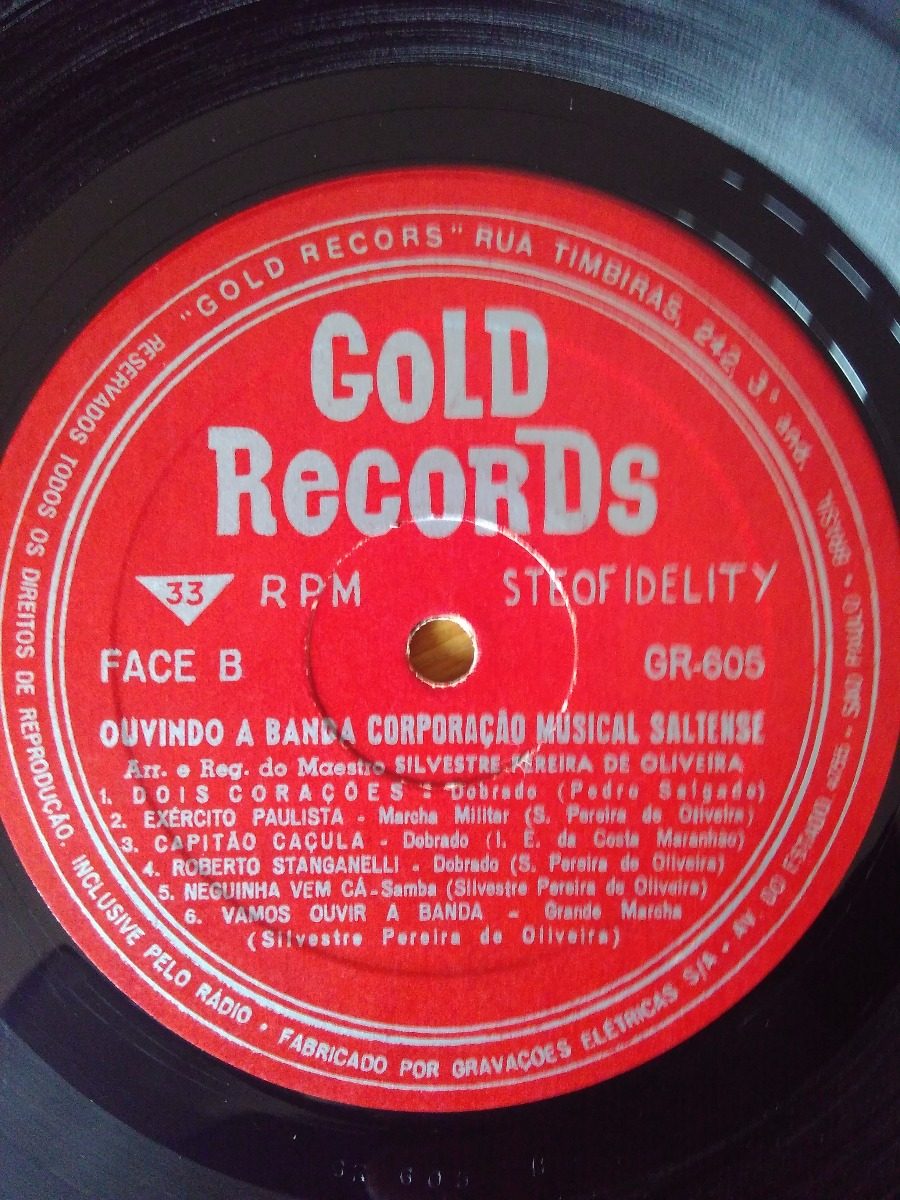 "GOLD RECORS" RUA TIMBIRAS, 242, 3º and.
SÃO PAULO
GOLD
RECORDS
33 RPM STEOFIDELITY
FACE B GR-605
OUVINDO A BANDA CORPORAÇÃO MUSICAL SALTENSE
Arr. e Reg. do Maestro SILVESTRE PEREIRA DE OLIVEIRA
1. DOIS CORAÇÕES - Dobrado (Pedro Salgado)
2. EXÉRCITO PAULISTA - Marcha Militar (S. Pereira de Oliveira)
3. CAPITÃO CAÇULA - Dobrado (I. E. da Costa Maranhao)
4. ROBERTO STANGANELLI - Dobrado (S. Pereira de Oliveira)
5. NEGUINHA VEM CÁ-Samba (Silvestre Pereira de Oliveira)
6. VAMOS OUVIR A BANDA - Grande Marcha
(Silvestre Pereira de Oliveira)
RESERVADOS TODOS OS DIREITOS DE REPRODUÇÃO, INCLUSIVE PELO RÁDIO • FABRICADO POR GRAVAÇOES ELÉTRICAS S/A • AV. DO ESTADO, 4755 •
605 B